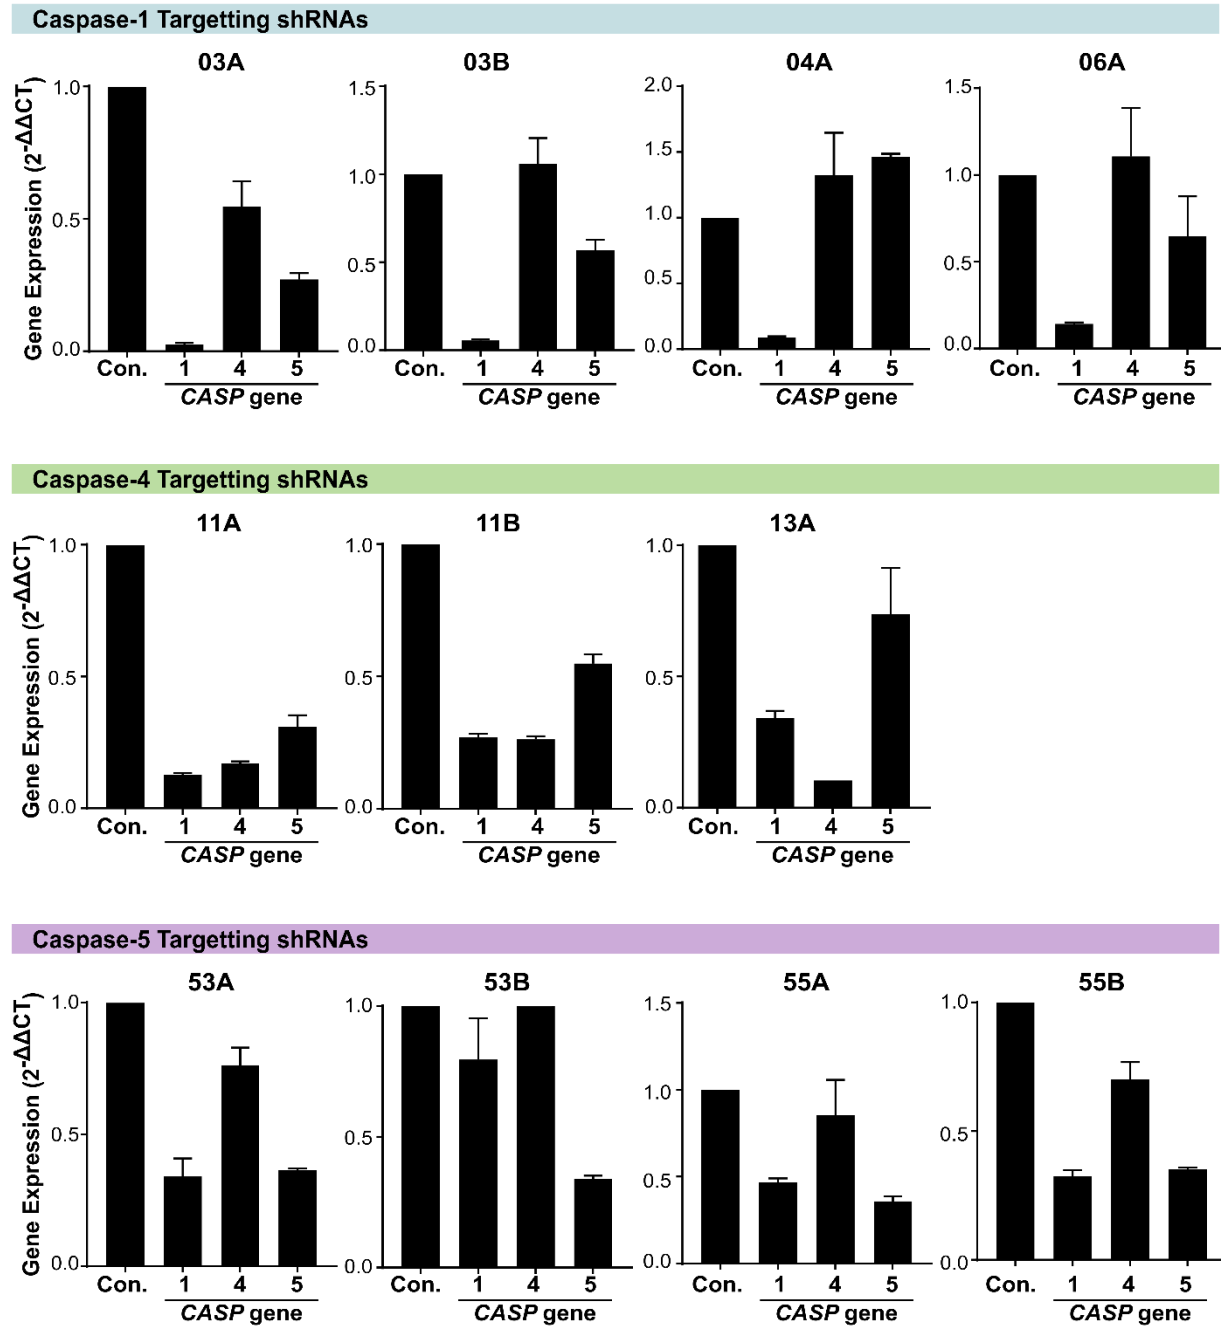 Caspase-1 Targetting shRNAs
03A
03B
04A
06A
Gene Expression (2-ΔΔCT)
1.0
0.5
0.0
Con. 1 4 5
CASP gene
1.5
1.0
0.5
0.0
Con. 1 4 5
CASP gene
2.0
1.5
1.0
0.5
0.0
Con. 1 4 5
CASP gene
1.5
1.0
0.5
0.0
Con. 1 4 5
CASP gene
Caspase-4 Targetting shRNAs
11A
11B
13A
Gene Expression (2-ΔΔCT)
1.0
0.5
0.0
Con. 1 4 5
CASP gene
1.0
0.5
0.0
Con. 1 4 5
CASP gene
1.0
0.5
0.0
Con. 1 4 5
CASP gene
Caspase-5 Targetting shRNAs
53A
53B
55A
55B
Gene Expression (2-ΔΔCT)
1.0
0.5
0.0
Con. 1 4 5
CASP gene
1.0
0.5
0.0
Con. 1 4 5
CASP gene
1.5
1.0
0.5
0.0
Con. 1 4 5
CASP gene
1.0
0.5
0.0
Con. 1 4 5
CASP gene